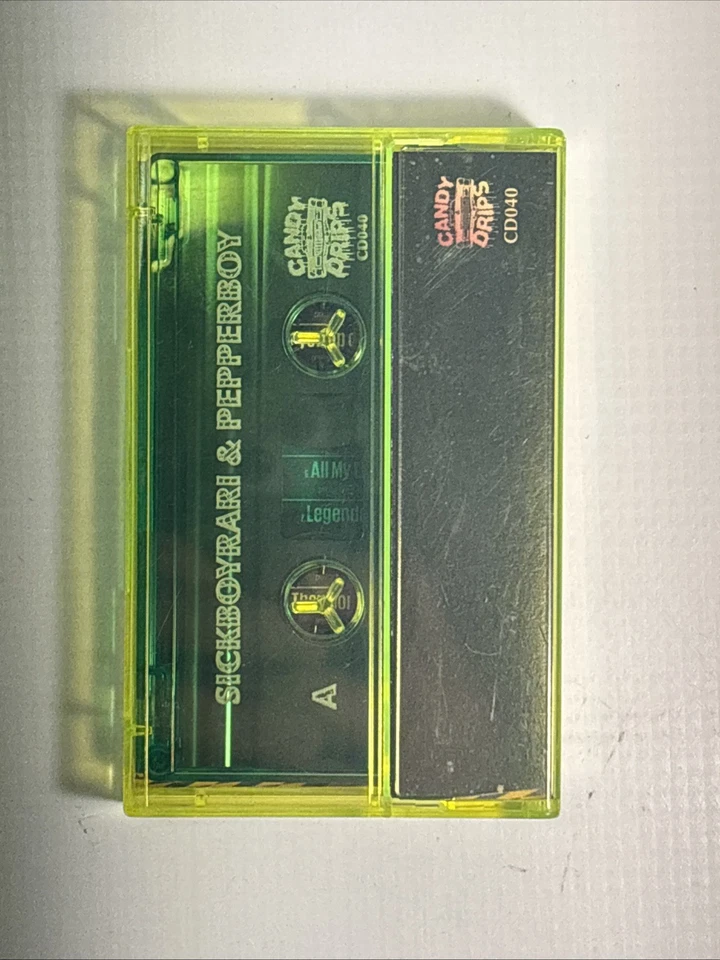 SICKBOYRARI & PEPPERBOY
CANDY
DRIPS
CD040
All My
Legend
A
CANDY
DRIPS
CD040